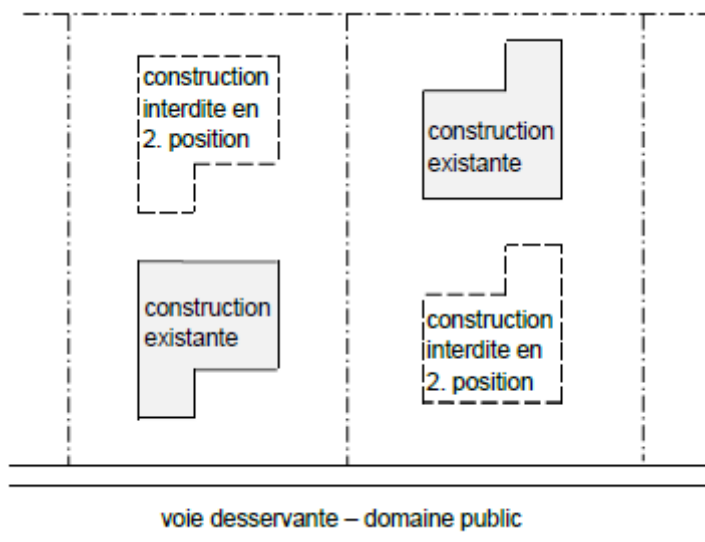 construction
interdite en
2. position
construction
existante
construction
existante
construction
interdite en
2. position
voie desservante – domaine public